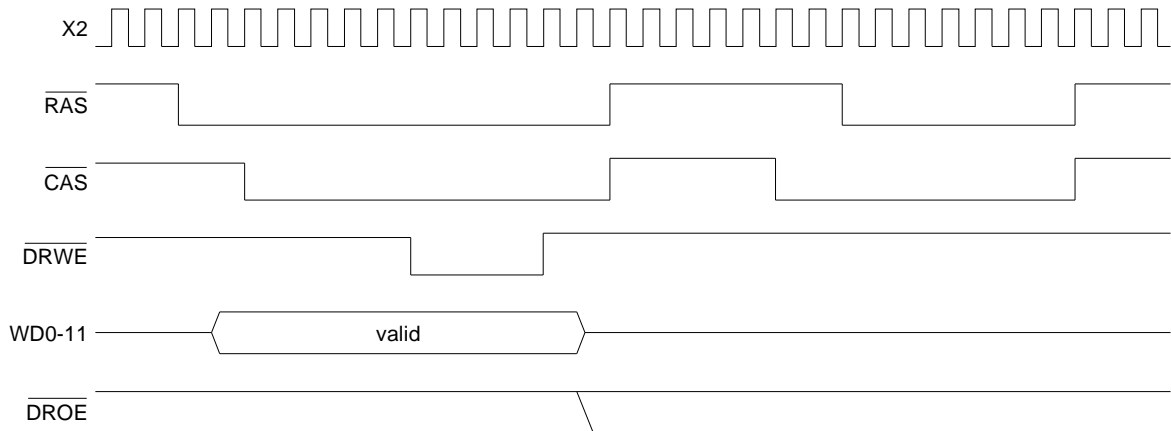 X2
RAS
CAS
DRWE
WD0-11
valid
DROE